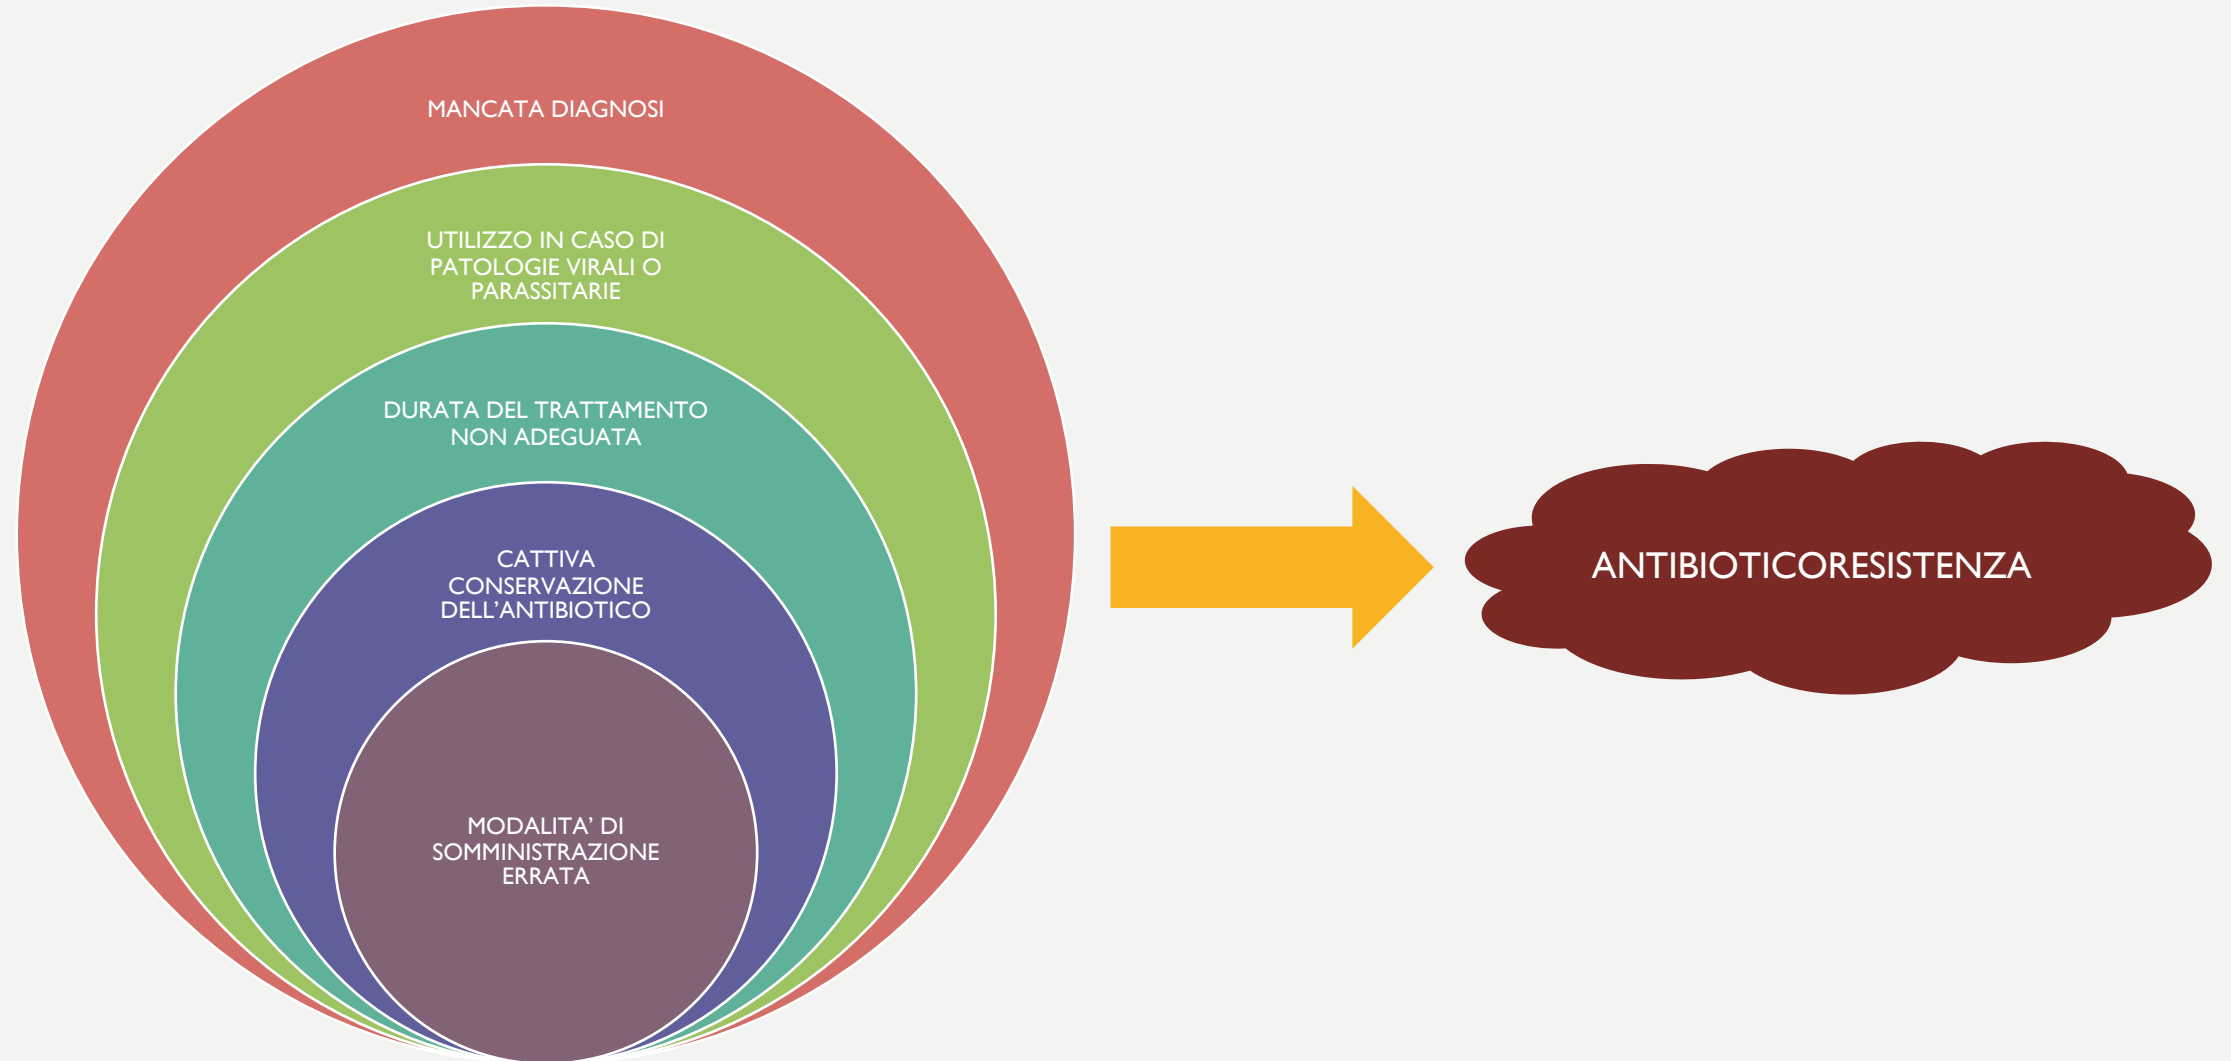 MANCATA DIAGNOSI
UTILIZZO IN CASO DI
PATOLOGIE VIRALI O
PARASSITARIE
DURATA DEL TRATTAMENTO
NON ADEGUATA
CATTIVA
CONSERVAZIONE
DELL’ANTIBIOTICO
MODALITA’ DI
SOMMINISTRAZIONE
ERRATA
ANTIBIOTICORESISTENZA